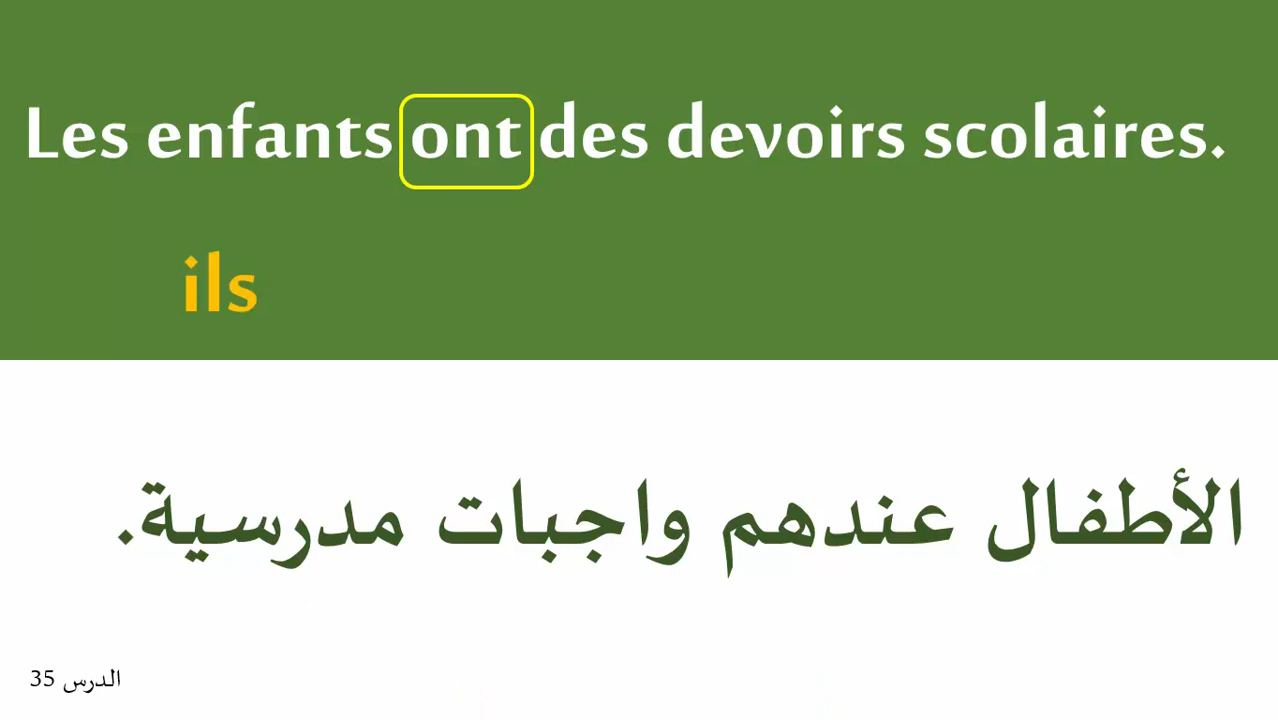 Les enfants ont des devoirs scolaires.
ils
الأطفال عندهم واجبات مدرسية.
الدرس 35